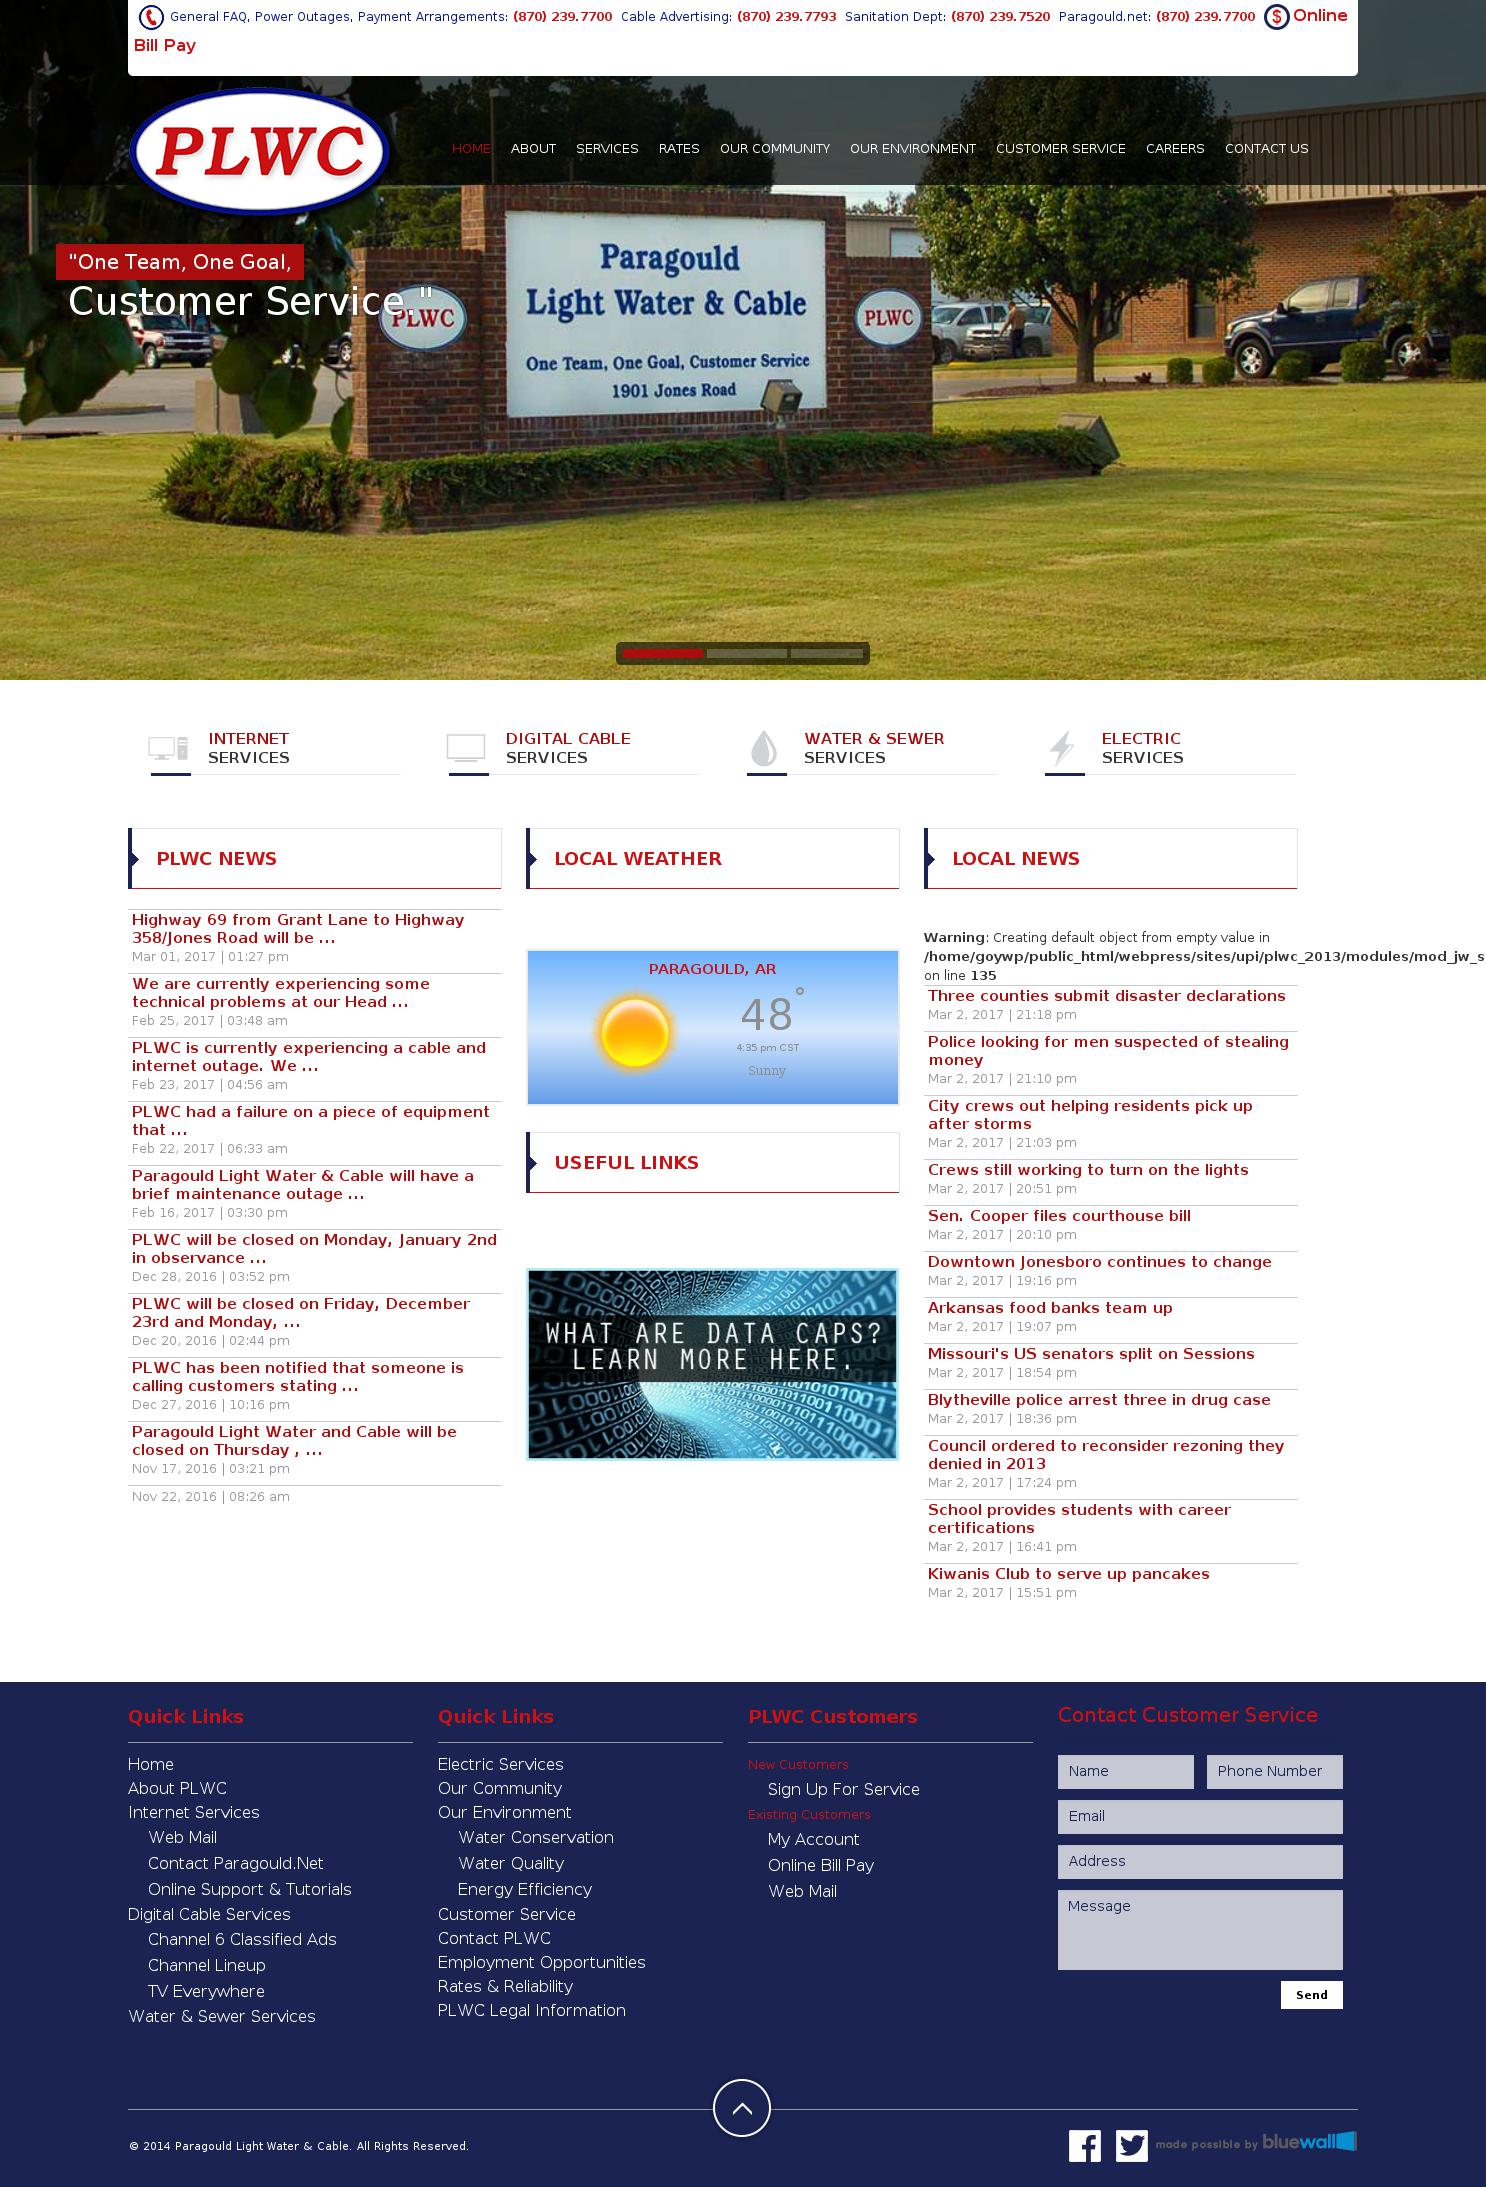 General FAQ, Power Outages, Payment Arrangements: (870) 239.7700 Cable Advertising: (870) 239.7793 Sanitation Dept: (870) 239.7520 Paragould.net: (870) 239.7700 $ Online
Bill Pay
PLWC
HOME ABOUT SERVICES RATES OUR COMMUNITY OUR ENVIRONMENT CUSTOMER SERVICE CAREERS CONTACT US
"One Team, One Goal,
Customer Service."
Paragould
Light Water & Cable
PLWC
PLWC
One Team, One Goal, Customer Service
1901 Jones Road
INTERNET
SERVICES
DIGITAL CABLE
SERVICES
WATER & SEWER
SERVICES
ELECTRIC
SERVICES
PLWC NEWS
Highway 69 from Grant Lane to Highway
358/Jones Road will be ...
Mar 01, 2017 | 01:27 pm
We are currently experiencing some
technical problems at our Head ...
Feb 25, 2017 | 03:48 am
PLWC is currently experiencing a cable and
internet outage. We ...
Feb 23, 2017 | 04:56 am
PLWC had a failure on a piece of equipment
that ...
Feb 22, 2017 | 06:33 am
Paragould Light Water & Cable will have a
brief maintenance outage ...
Feb 16, 2017 | 03:30 pm
PLWC will be closed on Monday, January 2nd
in observance ...
Dec 28, 2016 | 03:52 pm
PLWC will be closed on Friday, December
23rd and Monday, ...
Dec 20, 2016 | 02:44 pm
PLWC has been notified that someone is
calling customers stating ...
Dec 27, 2016 | 10:16 pm
Paragould Light Water and Cable will be
closed on Thursday , ...
Nov 17, 2016 | 03:21 pm
Nov 22, 2016 | 08:26 am
LOCAL WEATHER
PARAGOULD, AR
48°
4:35 pm CST
Sunny
USEFUL LINKS
WHAT ARE DATA CAPS?
LEARN MORE HERE.
LOCAL NEWS
Warning: Creating default object from empty value in
/home/goywp/public_html/webpress/sites/upi/plwc_2013/modules/mod_jw_s
on line 135
Three counties submit disaster declarations
Mar 2, 2017 | 21:18 pm
Police looking for men suspected of stealing
money
Mar 2, 2017 | 21:10 pm
City crews out helping residents pick up
after storms
Mar 2, 2017 | 21:03 pm
Crews still working to turn on the lights
Mar 2, 2017 | 20:51 pm
Sen. Cooper files courthouse bill
Mar 2, 2017 | 20:10 pm
Downtown Jonesboro continues to change
Mar 2, 2017 | 19:16 pm
Arkansas food banks team up
Mar 2, 2017 | 19:07 pm
Missouri's US senators split on Sessions
Mar 2, 2017 | 18:54 pm
Blytheville police arrest three in drug case
Mar 2, 2017 | 18:36 pm
Council ordered to reconsider rezoning they
denied in 2013
Mar 2, 2017 | 17:24 pm
School provides students with career
certifications
Mar 2, 2017 | 16:41 pm
Kiwanis Club to serve up pancakes
Mar 2, 2017 | 15:51 pm
Quick Links
Home
About PLWC
Internet Services
Web Mail
Contact Paragould.Net
Online Support & Tutorials
Digital Cable Services
Channel 6 Classified Ads
Channel Lineup
TV Everywhere
Water & Sewer Services
Quick Links
Electric Services
Our Community
Our Environment
Water Conservation
Water Quality
Energy Efficiency
Customer Service
Contact PLWC
Employment Opportunities
Rates & Reliability
PLWC Legal Information
PLWC Customers
New Customers
Sign Up For Service
Existing Customers
My Account
Online Bill Pay
Web Mail
Contact Customer Service
Name Phone Number
Email
Address
Message
Send
© 2014 Paragould Light Water & Cable. All Rights Reserved.
made possible by bluewall